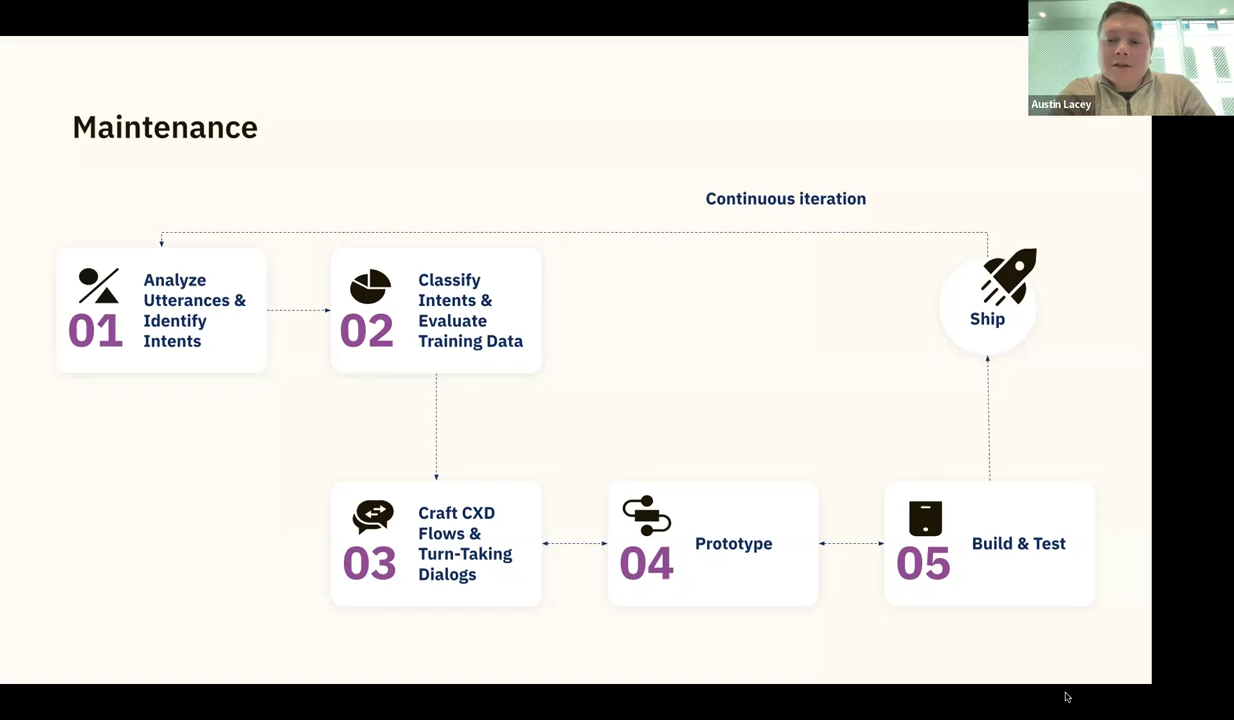 Austin Lacey
Maintenance
Continuous iteration
01
Analyze
Utterances &
Identify
Intents
02
Classify
Intents &
Evaluate
Training Data
Ship
03
Craft CXD
Flows &
Turn-Taking
Dialogs
04
Prototype
05
Build & Test